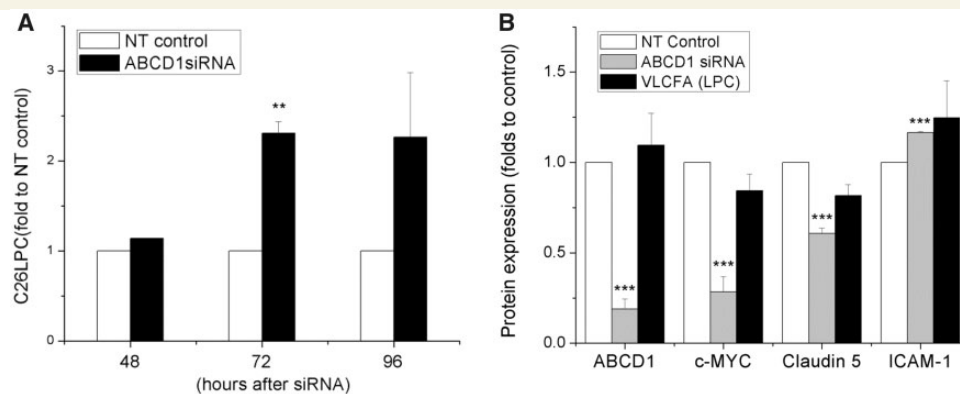 A
NT control
ABCD1siRNA
C26LPC(fold to NT control)
3
2
1
0
**
48
72
96
(hours after siRNA)
B
NT Control
ABCD1 siRNA
VLCFA (LPC)
Protein expression (folds to control)
1.5
1.0
0.5
0.0
***
***
***
***
ABCD1
c-MYC
Claudin 5
ICAM-1